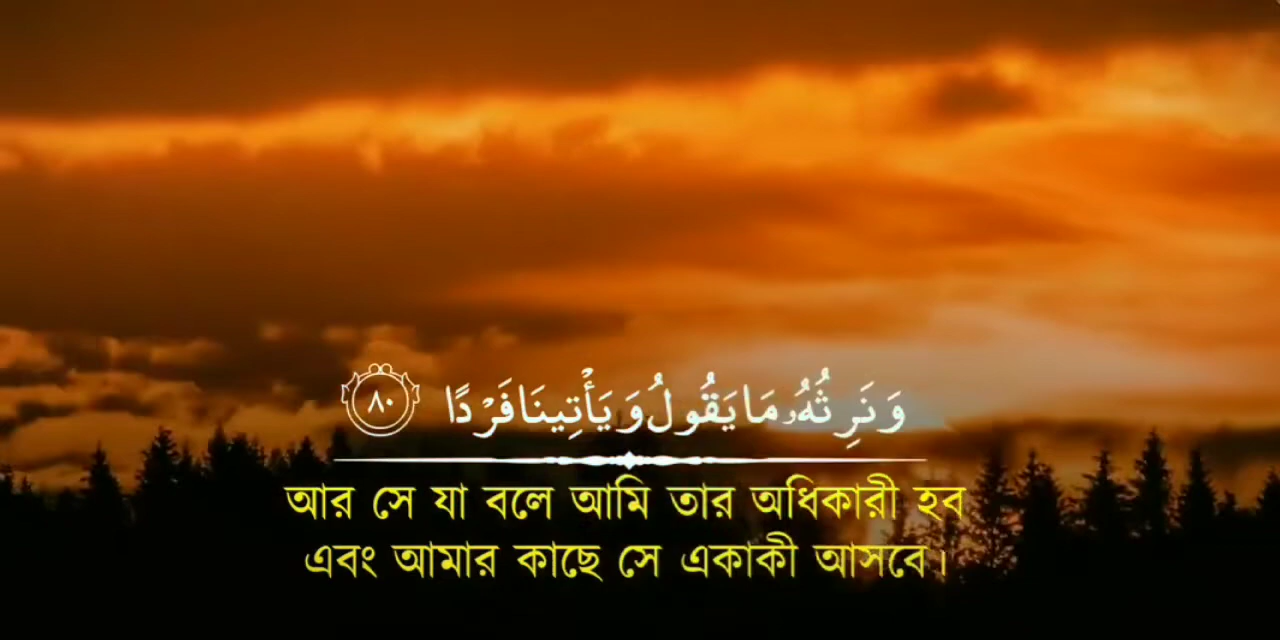 وَنَرِثُهُۥ مَا يَقُولُ وَيَأْتِينَا فَرْدًا ٨٠
আর সে যা বলে আমি তার অধিকারী হব
এবং আমার কাছে সে একাকী আসবে।